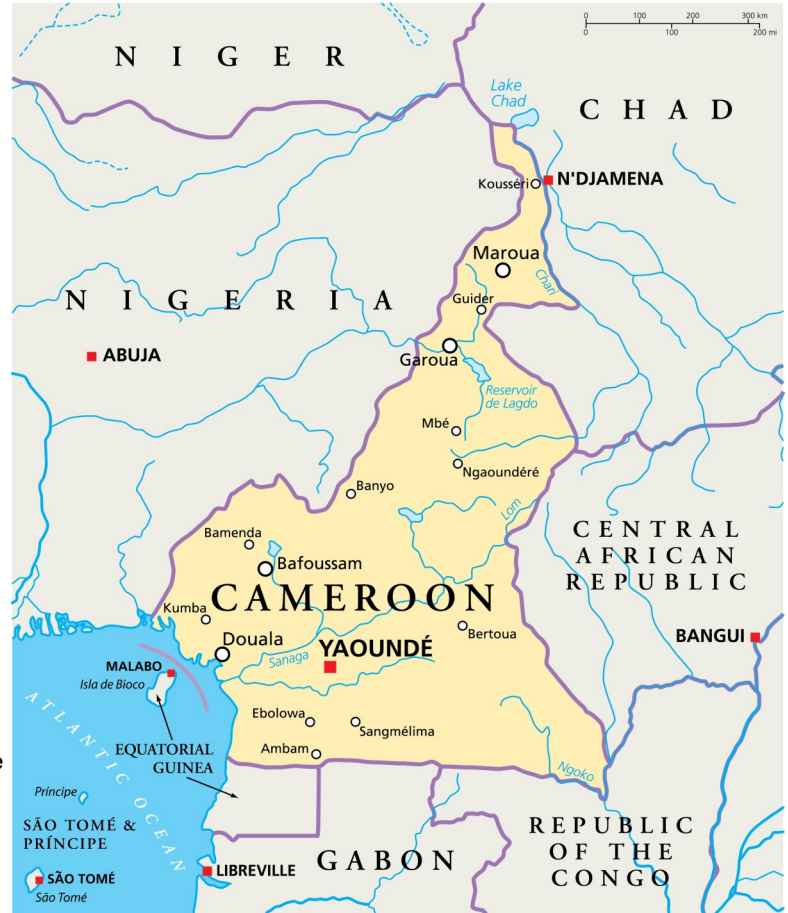 0 100 200 300 km
0 100 200 mi
NIGER
Lake
Chad
CHAD
Kousséri
N'DJAMENA
Maroua
Chari
NIGERIA
Guider
ABUJA
Garoua
Reservoir
de Lagdo
Mbé
Ngaoundéré
Banyo
Lom
CENTRAL
AFRICAN
REPUBLIC
Bamenda
Bafoussam
CAMEROON
Kumba
Bertoua
BANGUI
Douala
YAOUNDÉ
Sanaga
MALABO
Isla de Bioco
ATLANTIC OCEAN
Ebolowa
Sangmélima
EQUATORIAL
GUINEA
Ambam
Ngoko
e
Príncipe
SÃO TOMÉ &
PRÍNCIPE
REPUBLIC
OF THE
CONGO
GABON
LIBREVILLE
SÃO TOMÉ
São Tomé